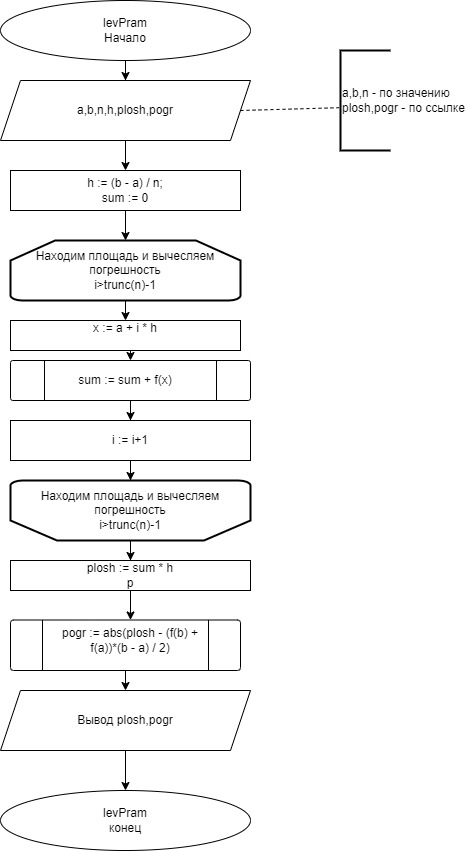 levPram
Начало
a,b,n,h,plosh,pogr
a,b,n - по значению
plosh,pogr - по ссылке
h := (b - a) / n;
sum := 0
Находим площадь и вычесляем
погрешность
i>trunc(n)-1
x := a + i * h
sum := sum + f(x)
i := i+1
Находим площадь и вычесляем
погрешность
i>trunc(n)-1
plosh := sum * h
p
pogr := abs(plosh - (f(b) +
f(a))*(b - a) / 2)
Вывод plosh,pogr
levPram
конец